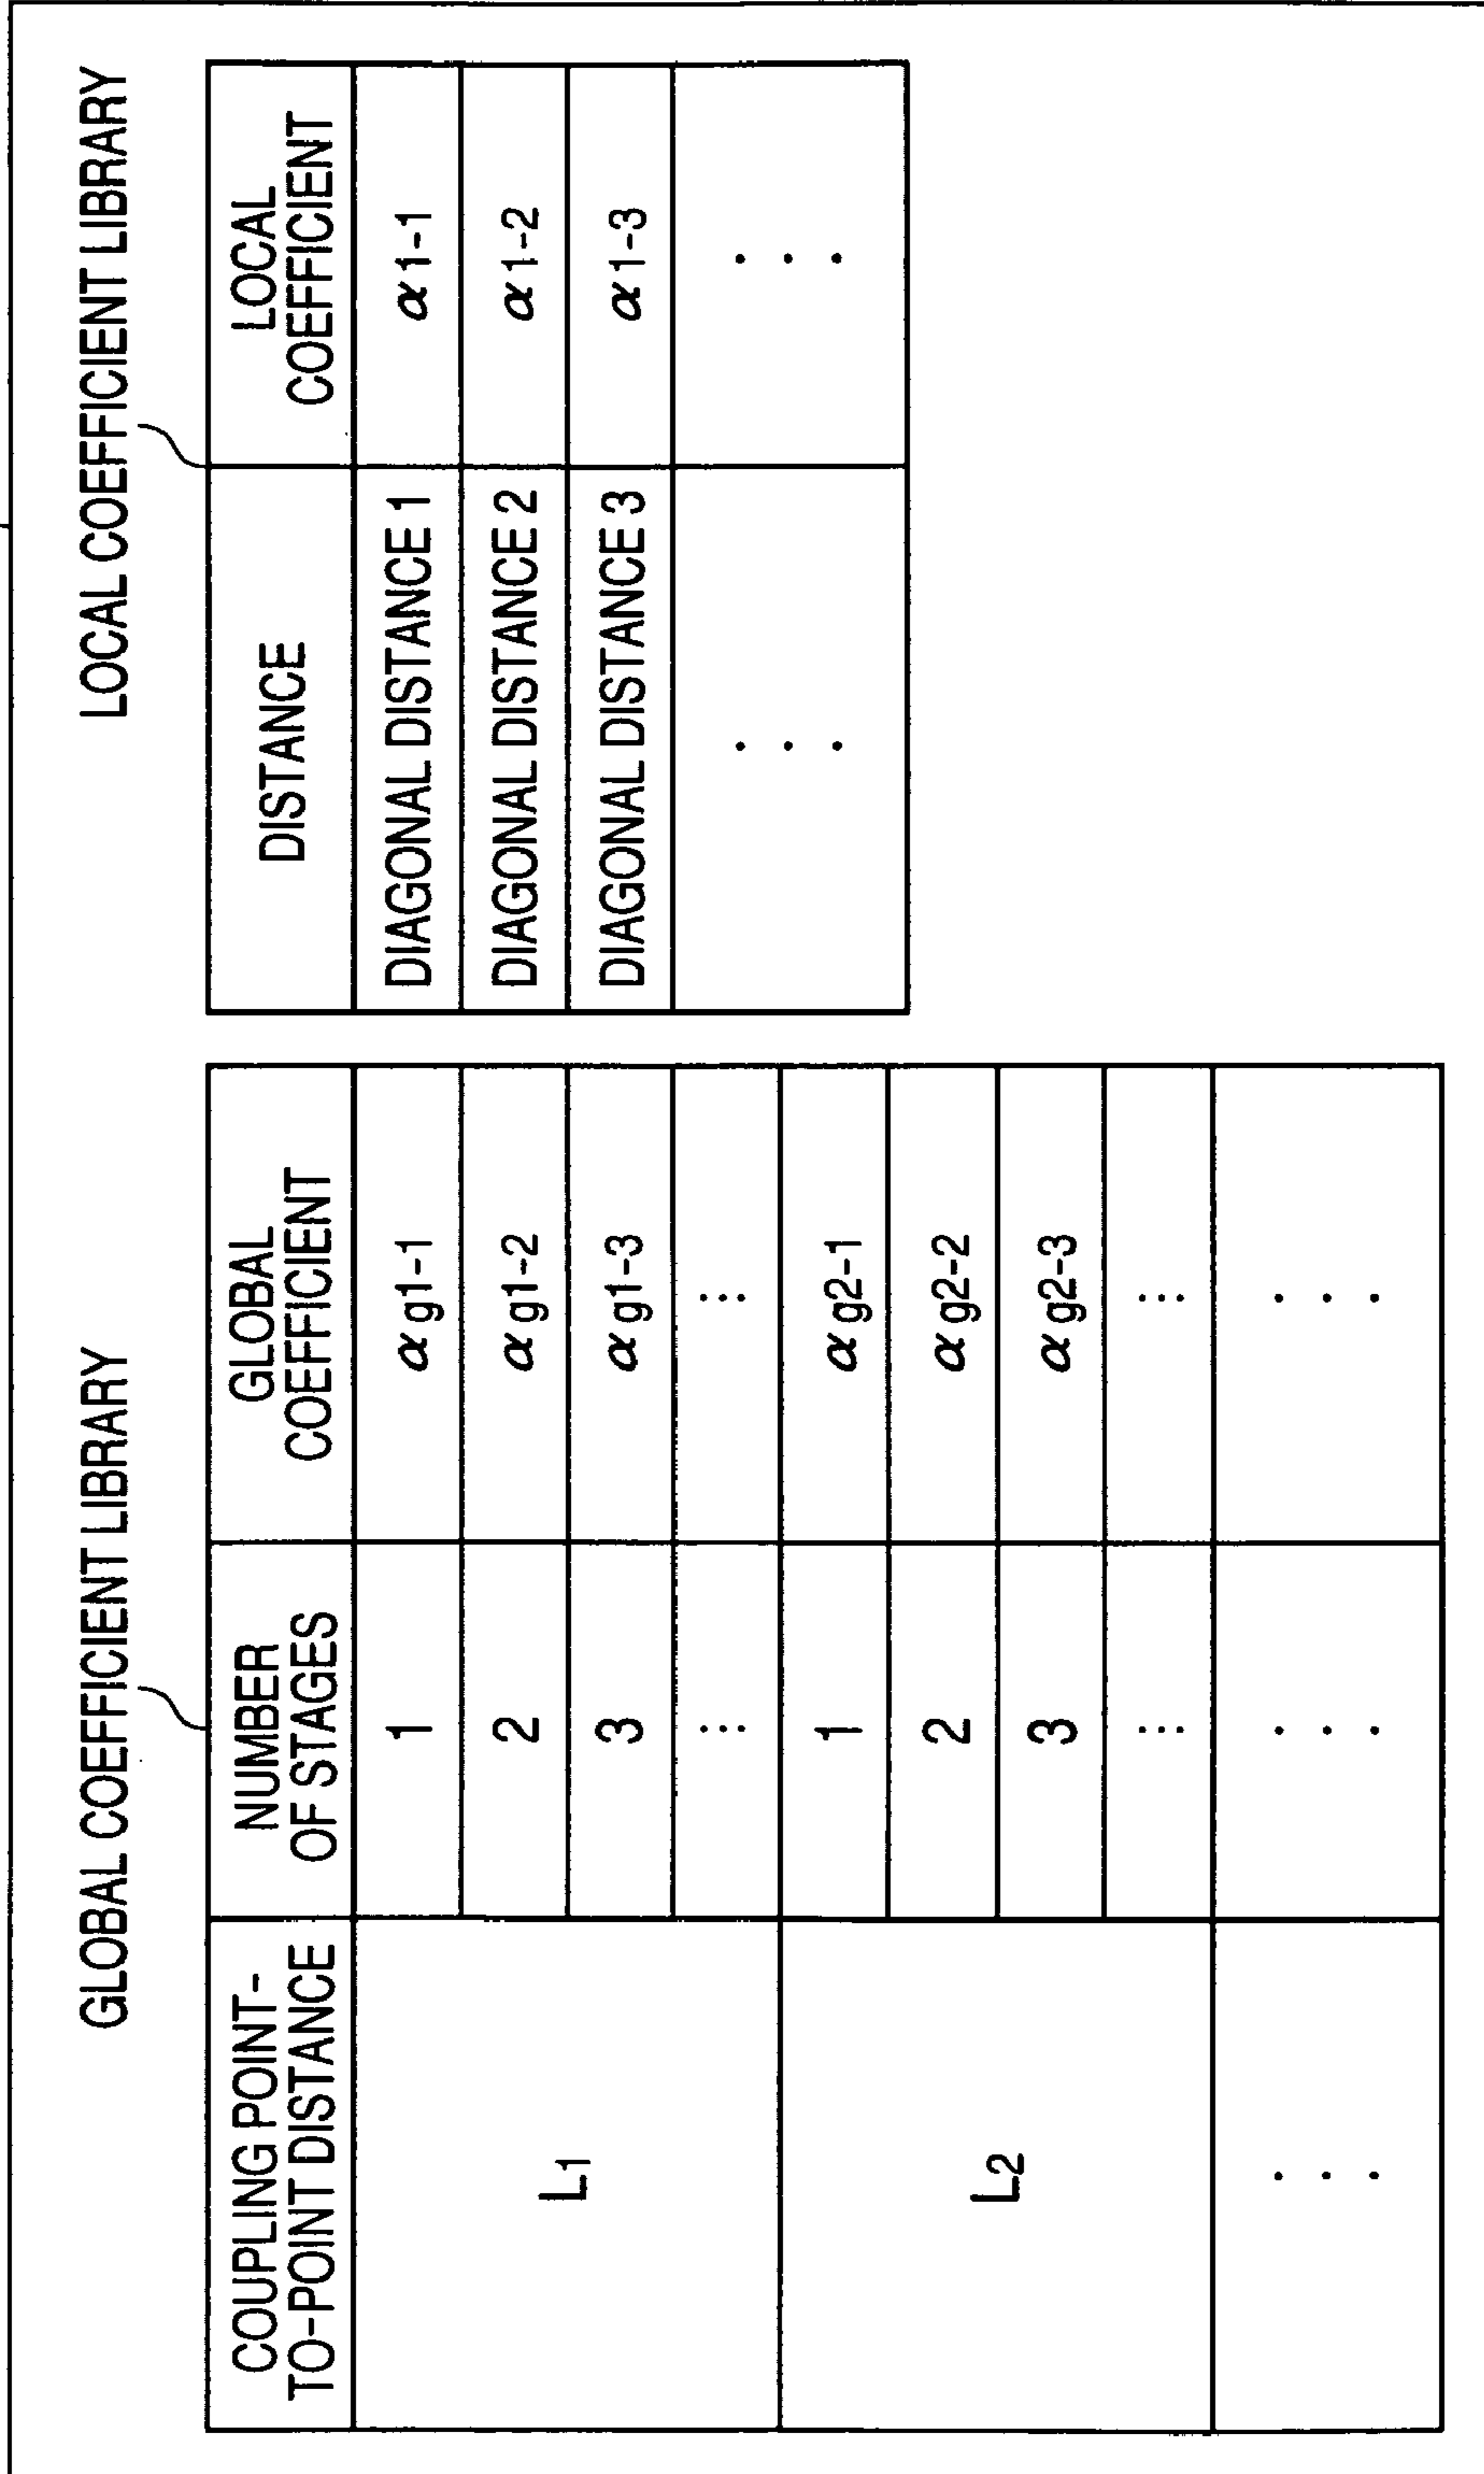 GLOBAL COEFFICIENT LIBRARY
COUPLING POINT-
TO-POINT DISTANCE
NUMBER
OF STAGES
GLOBAL
COEFFICIENT
L1
1
αg1-1
2
αg1-2
3
αg1-3
...
...
L2
1
αg2-1
2
αg2-2
3
αg2-3
...
...
...
...
...
LOCAL COEFFICIENT LIBRARY
DISTANCE
LOCAL
COEFFICIENT
DIAGONAL DISTANCE 1
α1-1
DIAGONAL DISTANCE 2
α1-2
DIAGONAL DISTANCE 3
α1-3
...
...